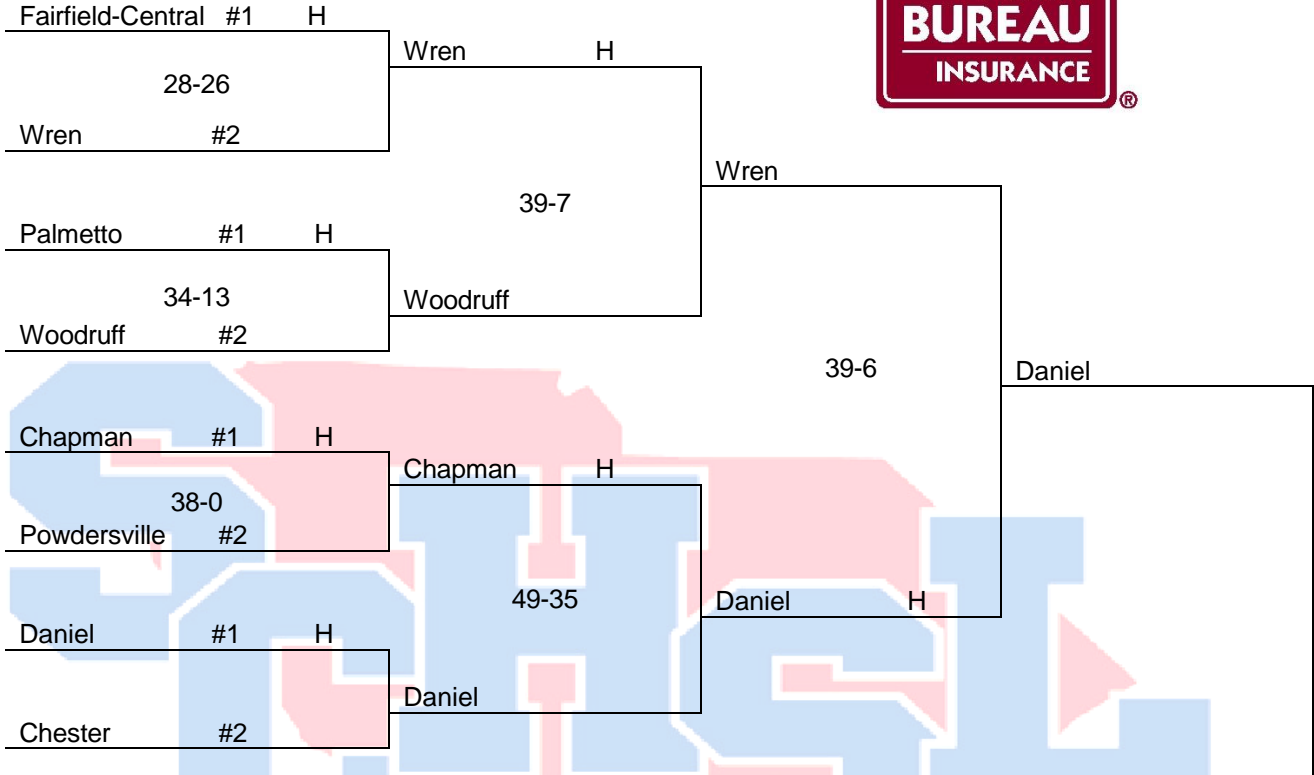 BUREAU
INSURANCE
®
Fairfield-Central #1 H
28-26
Wren #2
Wren H
Palmetto #1 H
34-13
Woodruff #2
Woodruff
39-7
Wren
Chapman #1 H
38-0
Powdersville #2
Chapman H
Daniel #1 H
Chester #2
Daniel
49-35
Daniel H
39-6
Daniel
SCHSL